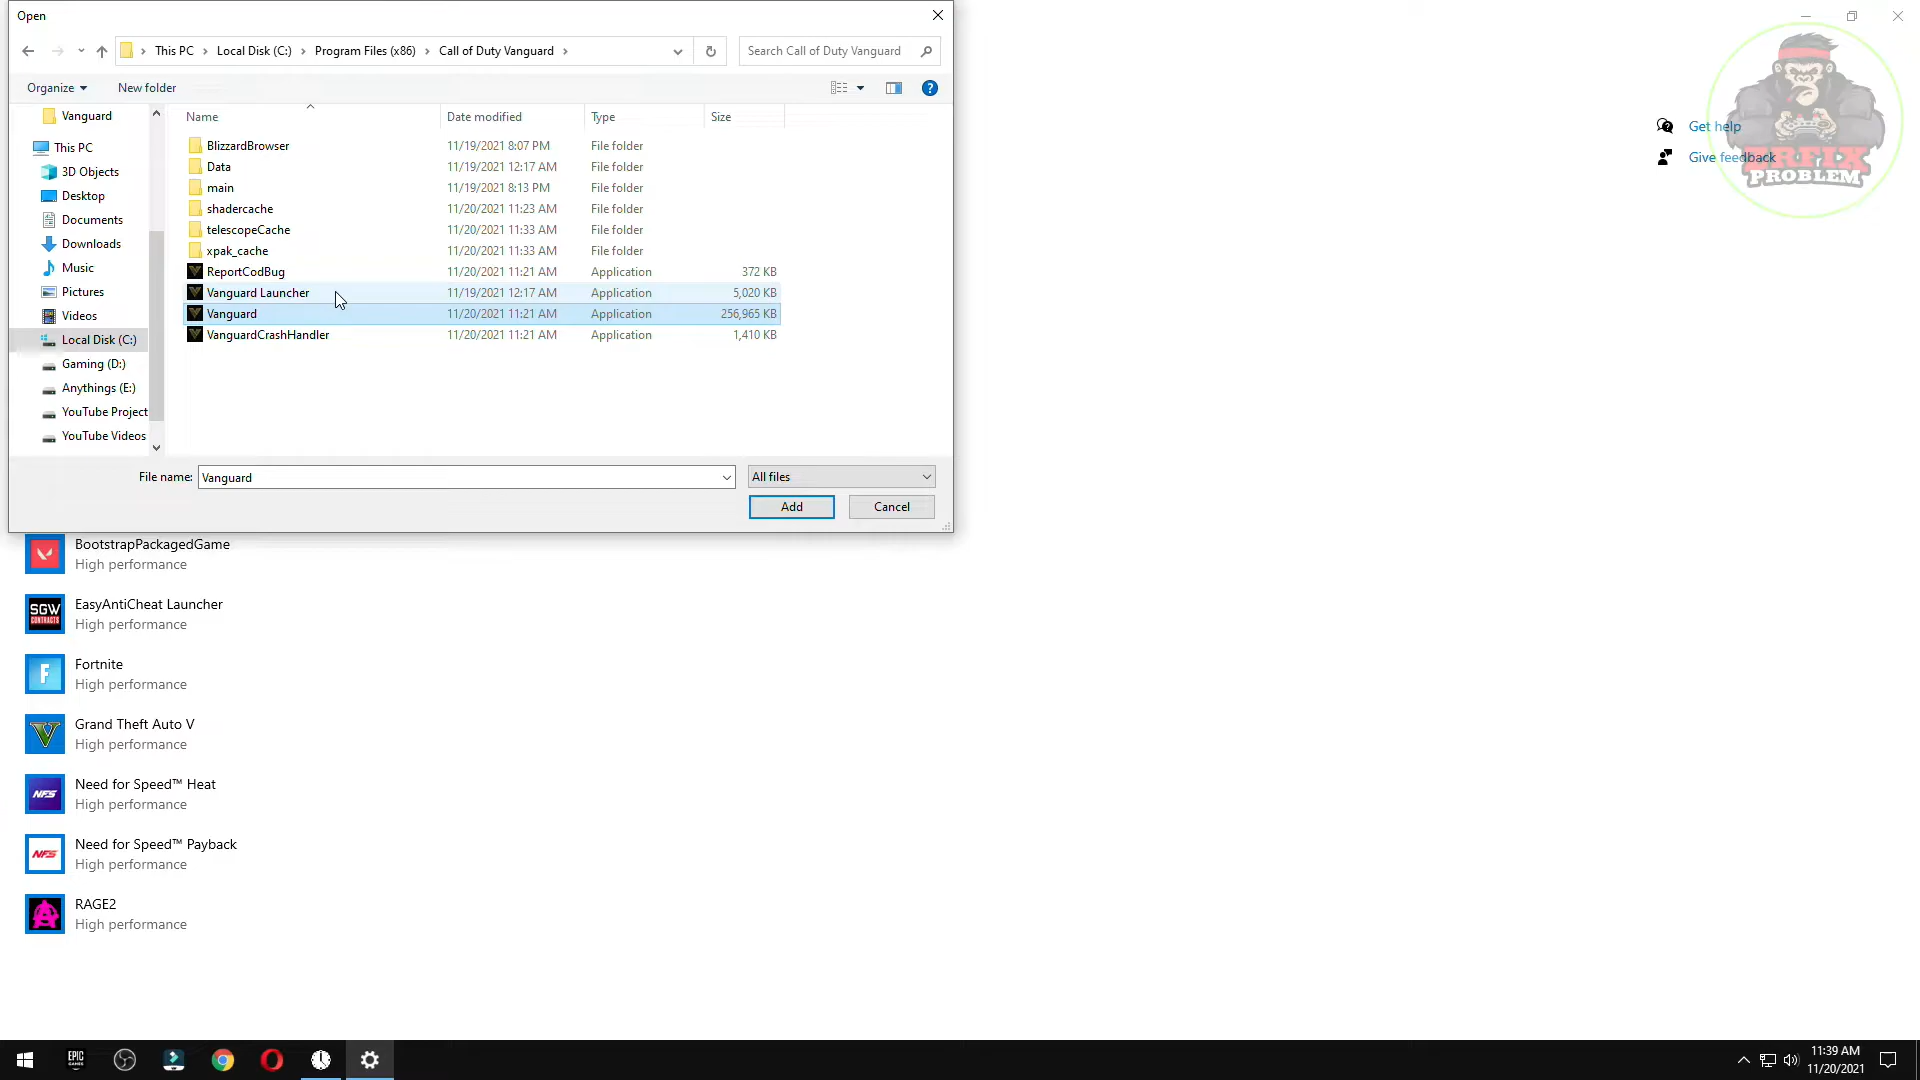 Open
This PC
Local Disk (C:)
Program Files (x86)
Call of Duty Vanguard
Search Call of Duty Vanguard
Organize
New folder
Name
Date modified
Type
Size
Vanguard
This PC
3D Objects
Desktop
Documents
Downloads
Music
Pictures
Videos
Local Disk (C:)
Gaming (D:)
Anythings (E:)
YouTube Project
YouTube Videos
BlizzardBrowser 11/19/2021 8:07 PM File folder
Data 11/19/2021 12:17 AM File folder
main 11/19/2021 8:13 PM File folder
shadercache 11/20/2021 11:23 AM File folder
telescopeCache 11/20/2021 11:33 AM File folder
xpak_cache 11/20/2021 11:33 AM File folder
ReportCodBug 11/20/2021 11:21 AM Application 372 KB
Vanguard Launcher 11/19/2021 12:17 AM Application 5,020 KB
Vanguard 11/20/2021 11:21 AM Application 256,965 KB
VanguardCrashHandler 11/20/2021 11:21 AM Application 1,410 KB
File name: Vanguard
All files
Add
Cancel
Get help
Give feedback
PROBLEM
BootstrapPackagedGame
High performance
SGW
CONTRACTS
EasyAntiCheat Launcher
High performance
F
Fortnite
High performance
Grand Theft Auto V
High performance
NFS
Need for Speed™ Heat
High performance
NFS
Need for Speed™ Payback
High performance
RAGE2
High performance
EPIC
GAMES
11:39 AM
11/20/2021